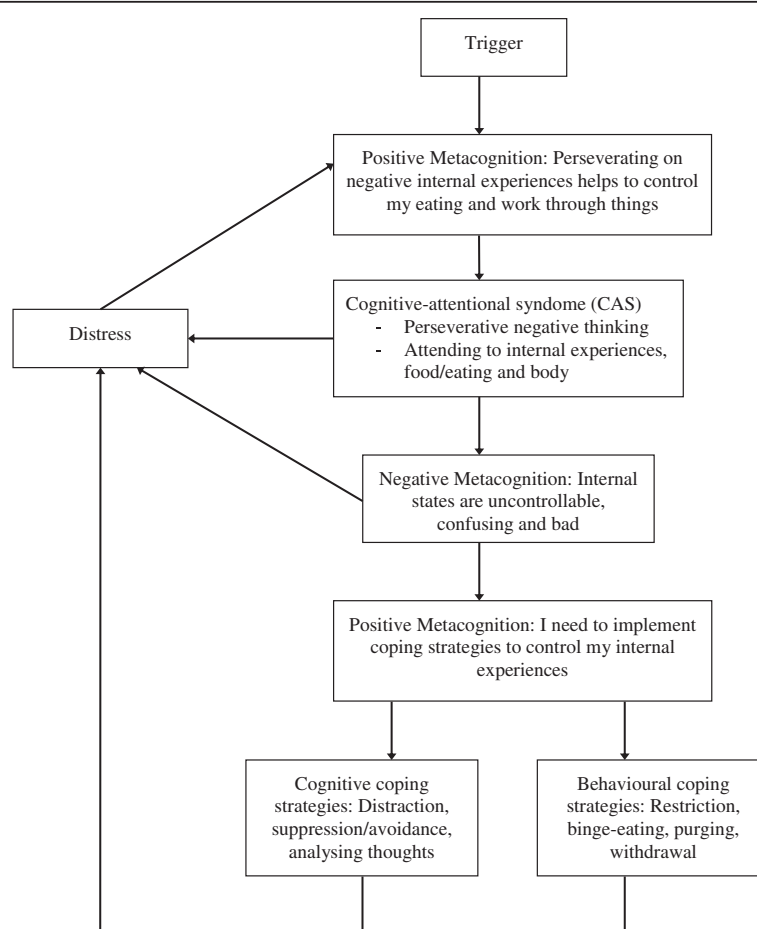 Trigger
Positive Metacognition: Perseverating on
negative internal experiences helps to control
my eating and work through things
Cognitive-attentional syndome (CAS)
- Perseverative negative thinking
- Attending to internal experiences,
food/eating and body
Distress
Negative Metacognition: Internal
states are uncontrollable,
confusing and bad
Positive Metacognition: I need to implement
coping strategies to control my internal
experiences
Cognitive coping
strategies: Distraction,
suppression/avoidance,
analysing thoughts
Behavioural coping
strategies: Restriction,
binge-eating, purging,
withdrawal